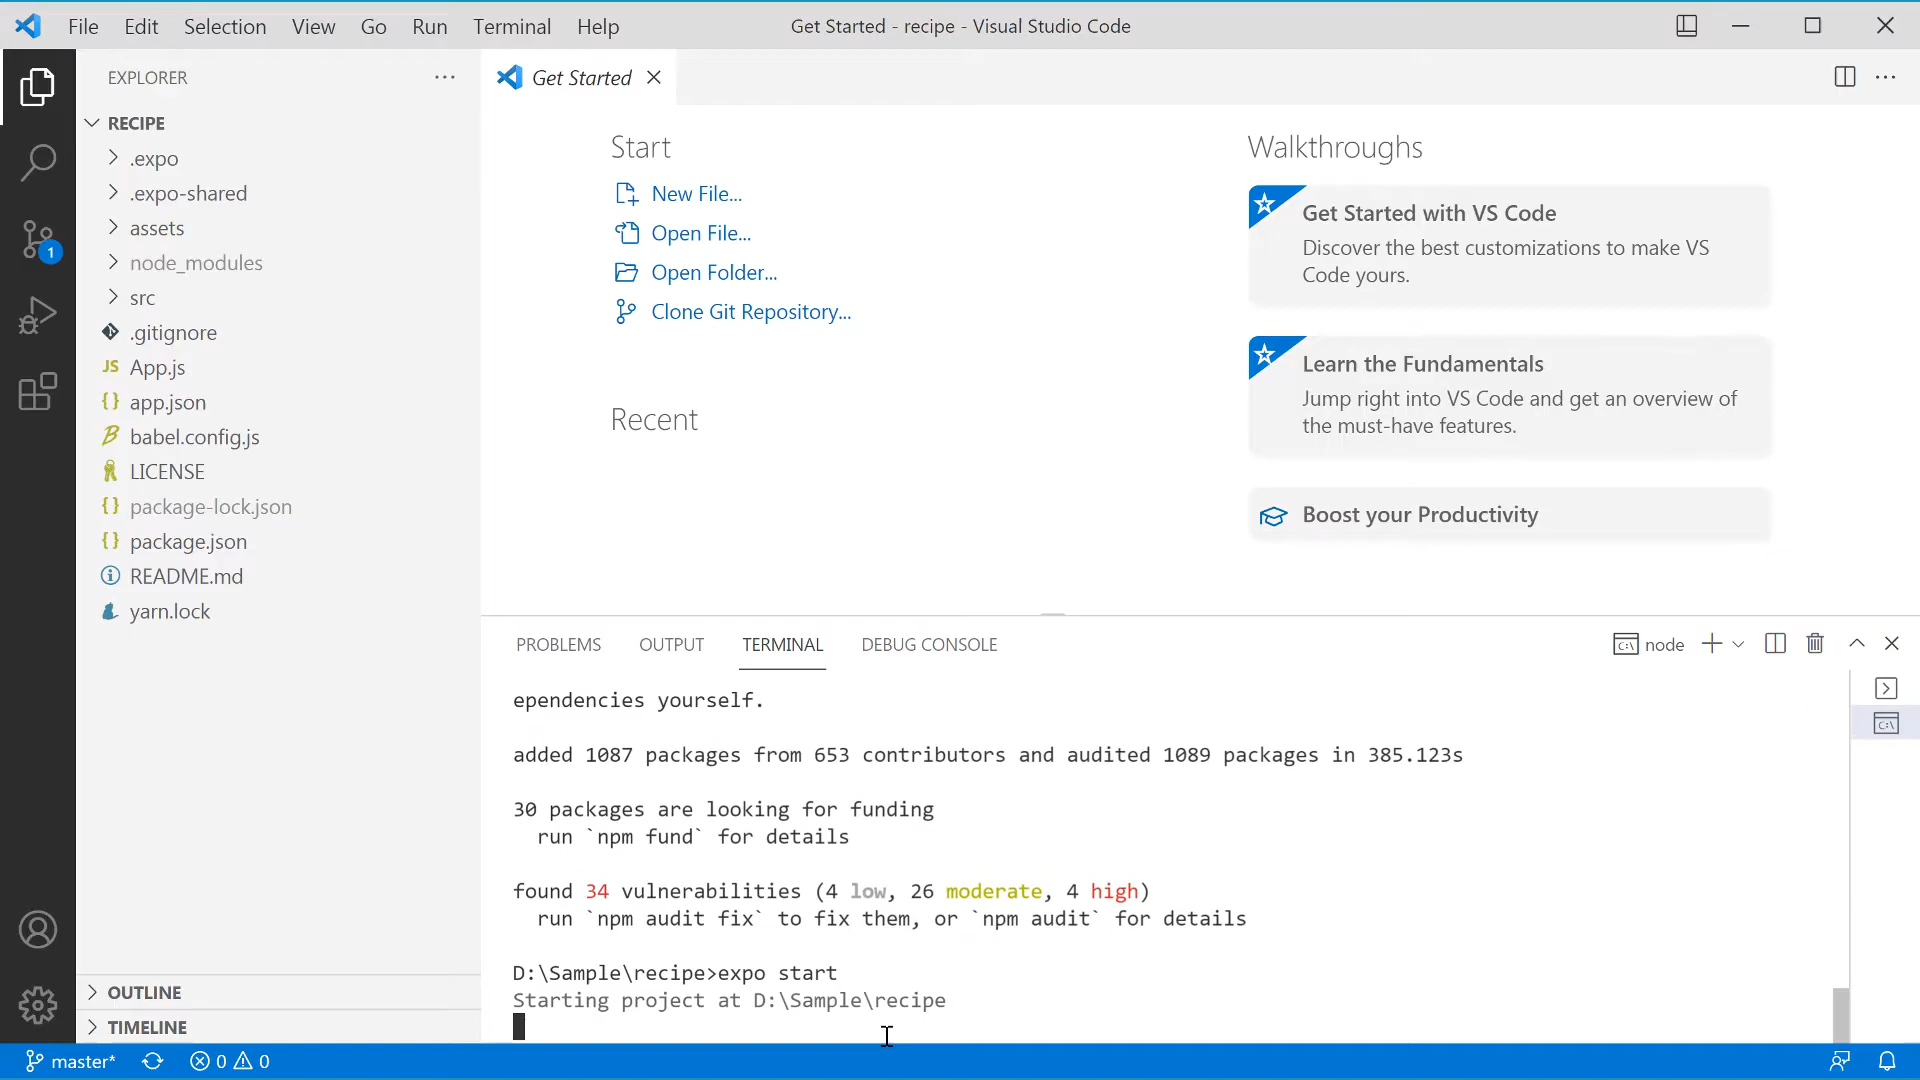 File Edit Selection View Go Run Terminal Help Get Started - recipe - Visual Studio Code
EXPLORER
RECIPE
.expo
.expo-shared
assets
node_modules
src
.gitignore
JS App.js
{} app.json
babel.config.js
LICENSE
{} package-lock.json
{} package.json
README.md
yarn.lock
OUTLINE
TIMELINE
1
Get Started
Start
New File...
Open File...
Open Folder...
Clone Git Repository...
Recent
Walkthroughs
Get Started with VS Code
Discover the best customizations to make VS
Code yours.
Learn the Fundamentals
Jump right into VS Code and get an overview of
the must-have features.
Boost your Productivity
PROBLEMS OUTPUT TERMINAL DEBUG CONSOLE
node
ependencies yourself.
added 1087 packages from 653 contributors and audited 1089 packages in 385.123s
30 packages are looking for funding
run `npm fund` for details
found 34 vulnerabilities (4 low, 26 moderate, 4 high)
run `npm audit fix` to fix them, or `npm audit` for details
D:\Sample\recipe>expo start
Starting project at D:\Sample\recipe
master* 0 0